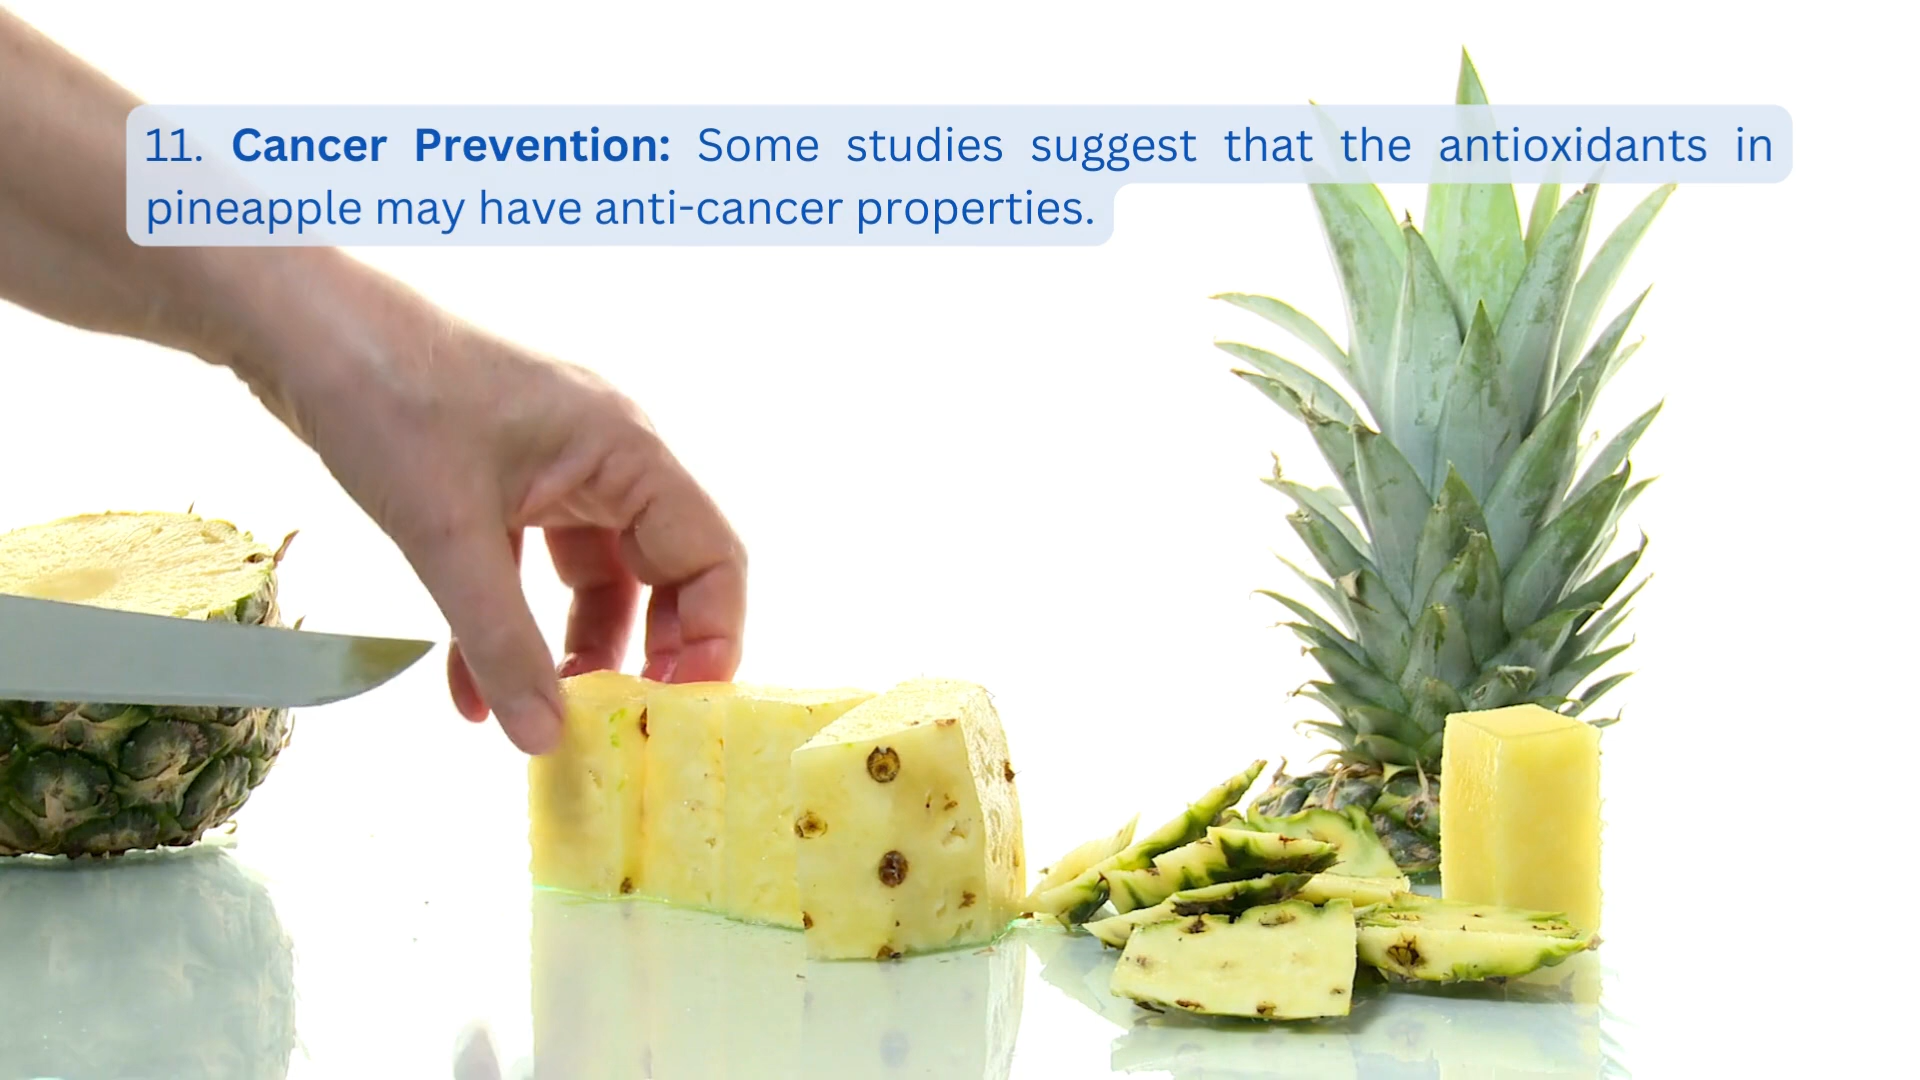 11. Cancer Prevention: Some studies suggest that the antioxidants in
pineapple may have anti-cancer properties.